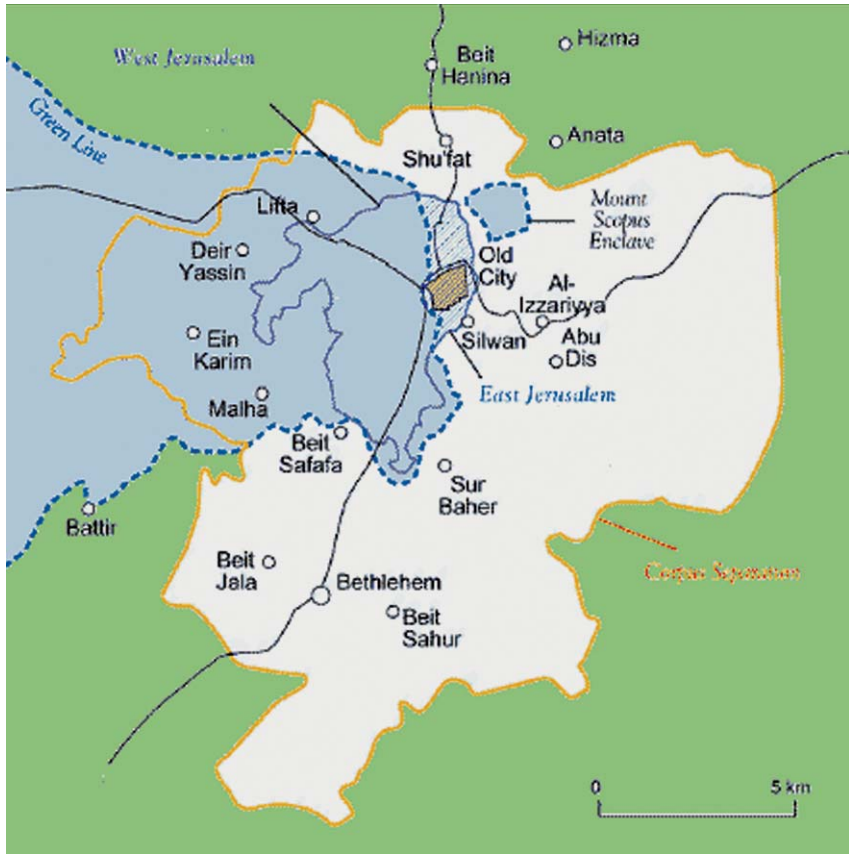 West Jerusalem
Beit
Hanina
Hizma
Green Line
Shu'fat
Anata
Lifta
Mount
Scopus
Enclave
Deir
Yassin
Old
City
Al-
Izzariyya
Ein
Karim
Silwan
Abu
Dis
Malha
East Jerusalem
Beit
Safafa
Sur
Baher
Battir
Beit
Jala
Bethlehem
Corpus Separatum
Beit
Sahur
0
5 km